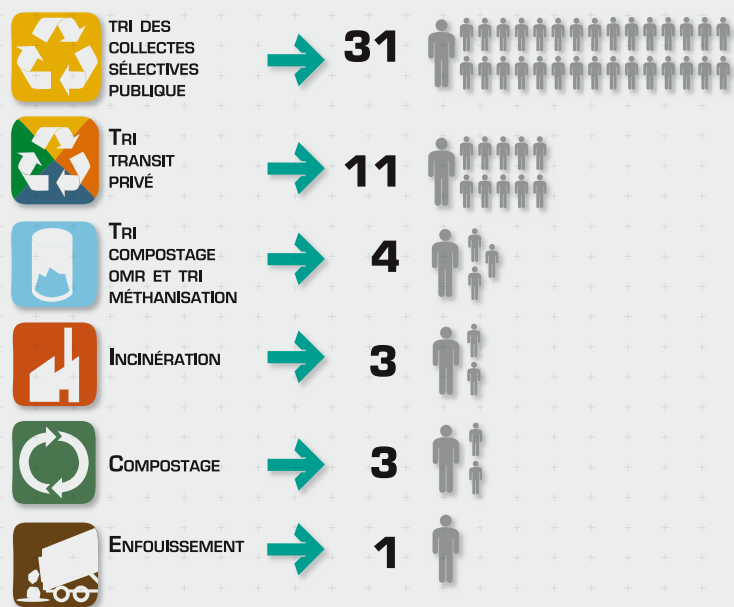 TRI DES
COLLECTES
SÉLECTIVES
PUBLIQUE
31
TRI
TRANSIT
PRIVÉ
11
TRI
COMPOSTAGE
OMR ET TRI
MÉTHANISATION
4
INCINÉRATION
3
COMPOSTAGE
3
ENFOUISSEMENT
1